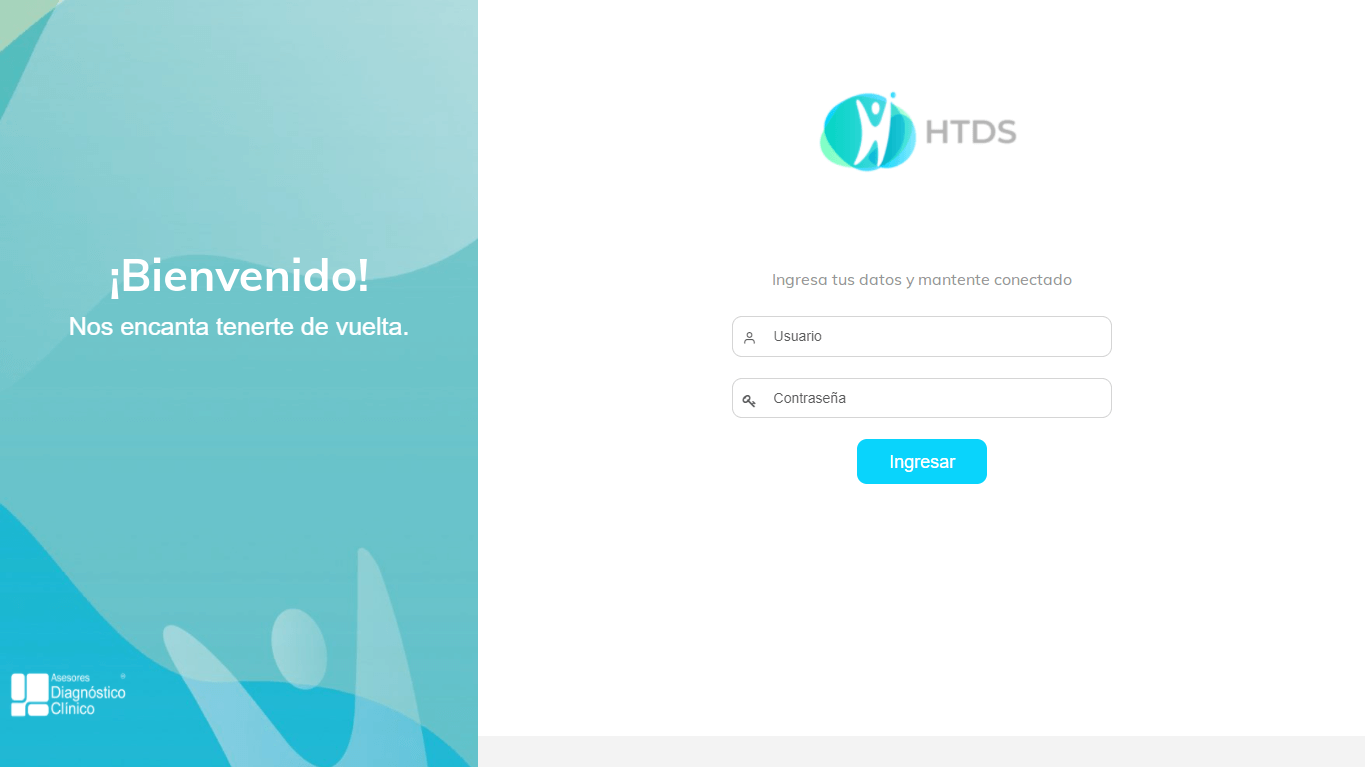 ¡Bienvenido!
Nos encanta tenerte de vuelta.
Asesores
Diagnóstico
Clínico
HTDS
Ingresa tus datos y mantente conectado
Usuario
Contraseña
Ingresar